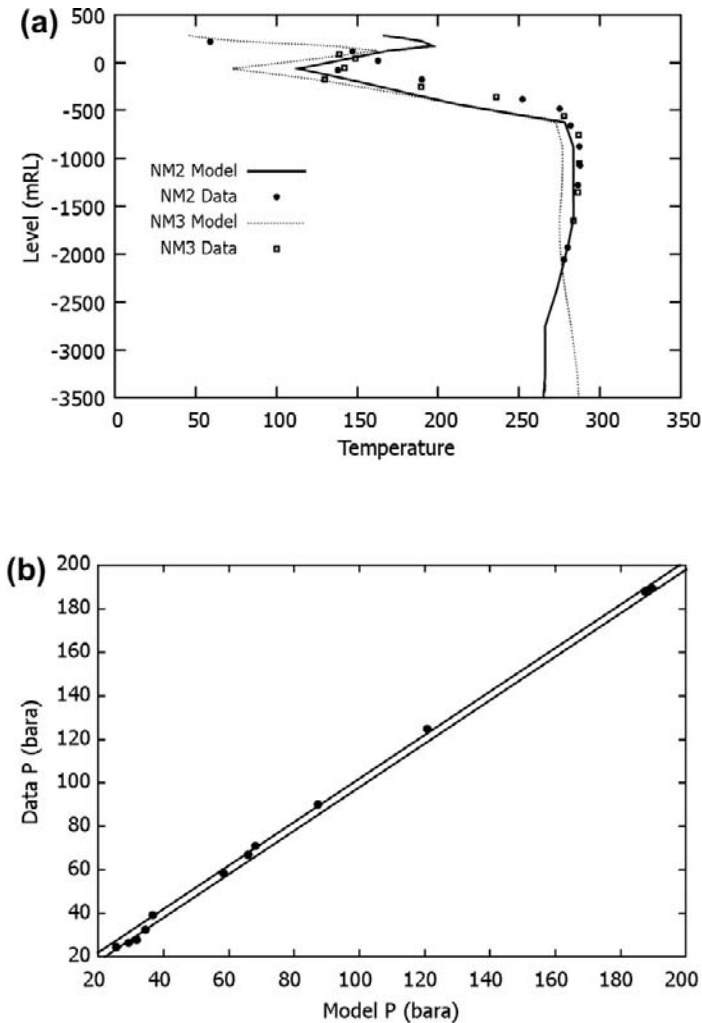 (a)
500
0
-500
-1000
-1500
-2000
-3000
-3500
Level (mRL)
NM2 Model
NM2 Data
NM3 Model
NM3 Data
0 50 100 150 200 250 300 350
Temperature
(b)
200
180
160
140
120
100
80
60
40
20
Data P (bara)
20 40 60 80 100 120 140 160 180 200
Model P (bara)